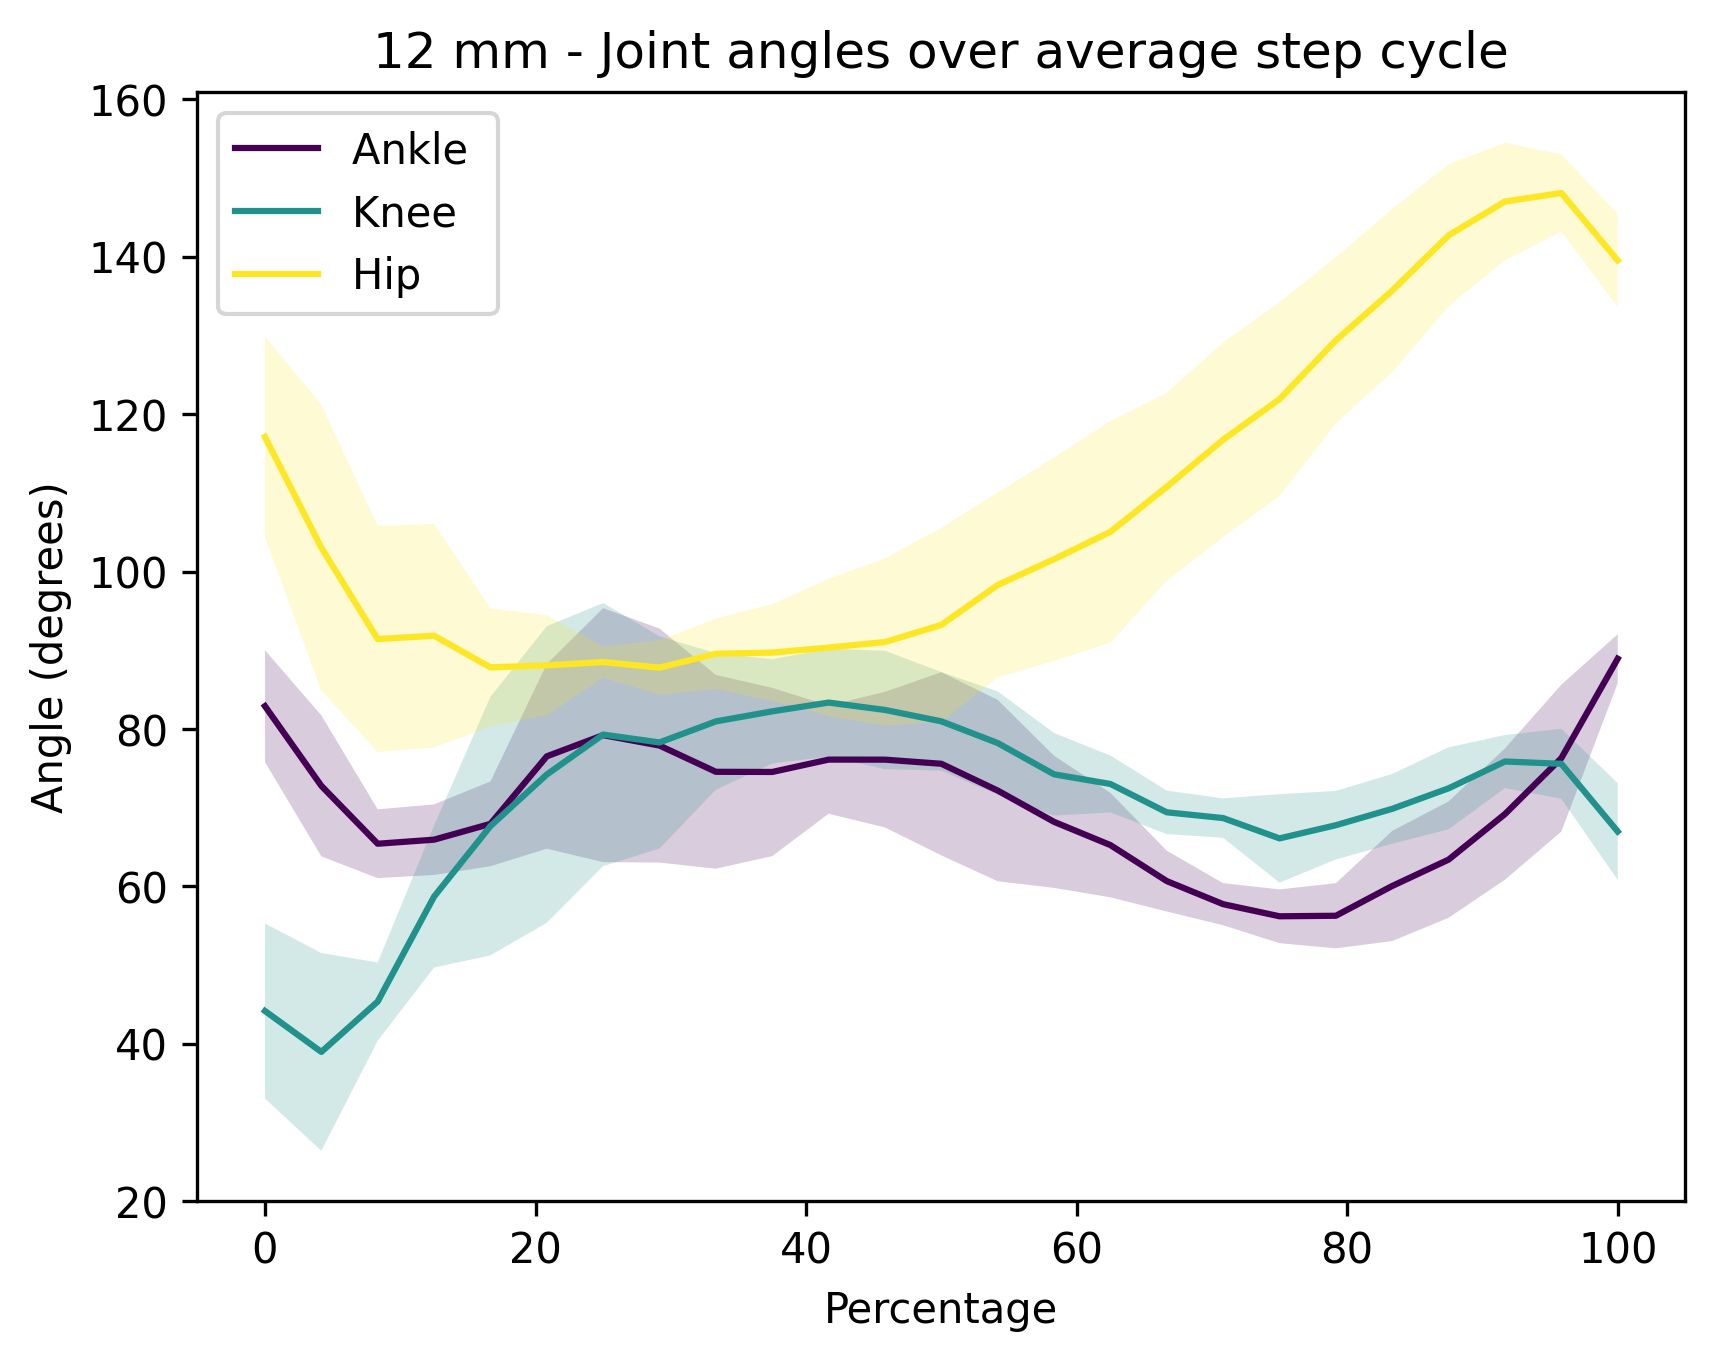 12 mm - Joint angles over average step cycle
160
140
120
100
80
60
40
20
Angle (degrees)
Ankle
Knee
Hip
0 20 40 60 80 100
Percentage